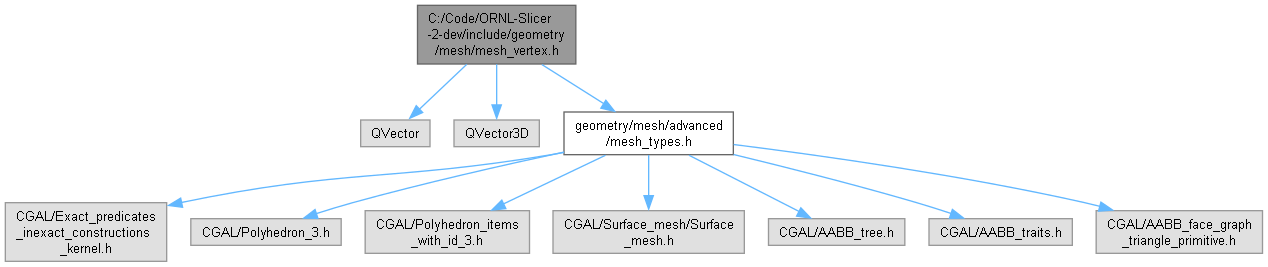 C:/Code/ORNL-Slicer
-2-dev/include/geometry
/mesh/mesh_vertex.h
QVector
QVector3D
geometry/mesh/advanced
/mesh_types.h
CGAL/Exact_predicates
_inexact_constructions
_kernel.h
CGAL/Polyhedron_3.h
CGAL/Polyhedron_items
_with_id_3.h
CGAL/Surface_mesh/Surface
_mesh.h
CGAL/AABB_tree.h
CGAL/AABB_traits.h
CGAL/AABB_face_graph
_triangle_primitive.h